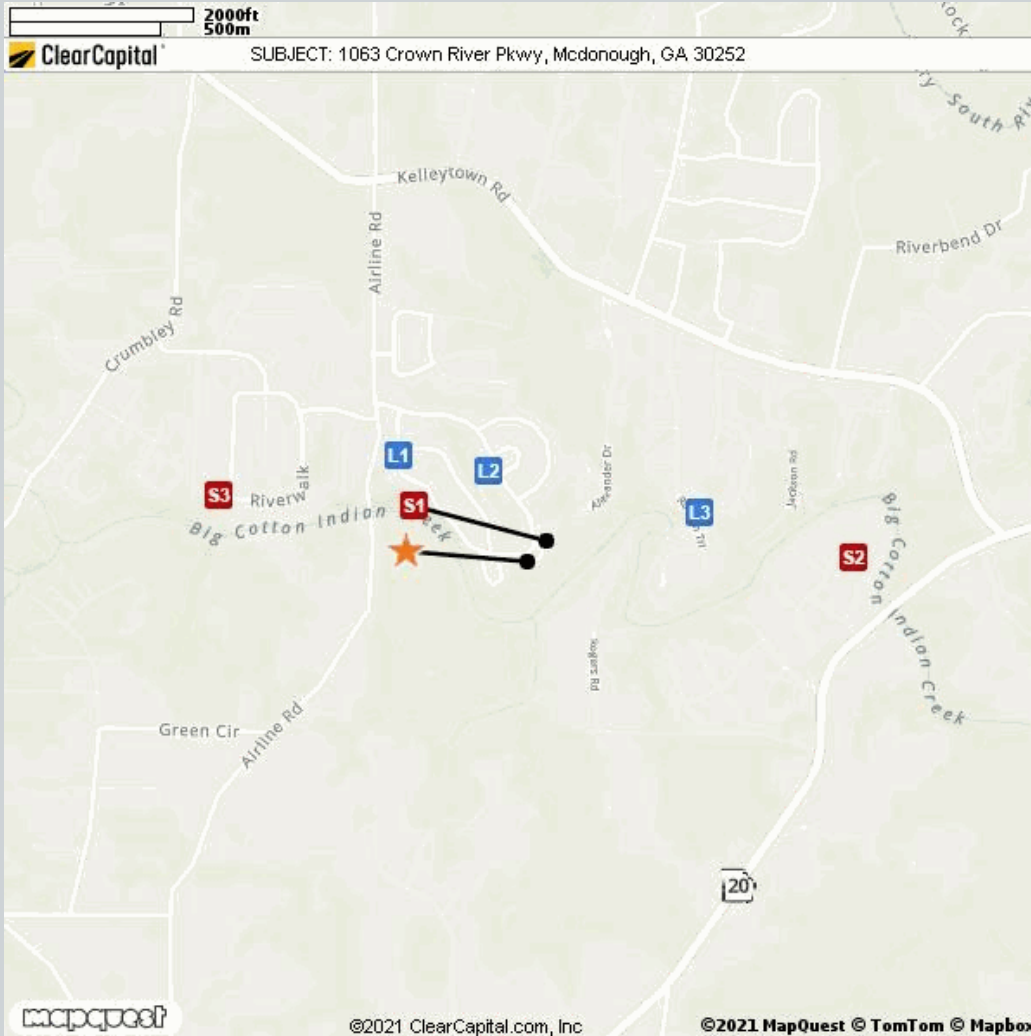 2000ft
500m
ClearCapital
SUBJECT: 1063 Crown River Pkwy, Mcdonough, GA 30252
South
Kelleytown Rd
Airline Rd
Riverbend Dr
Crumbley Rd
L1
L2
Alexander Dr
Jackson Rd
S3
Riverwalk
S1
L3
Big Cotton Indian Creek
S2
Big Cotton Indian Creek
Rogers Rd
Green Cir
Airline Rd
20
mapquest
©2021 ClearCapital.com, Inc
©2021 MapQuest © TomTom © Mapbox